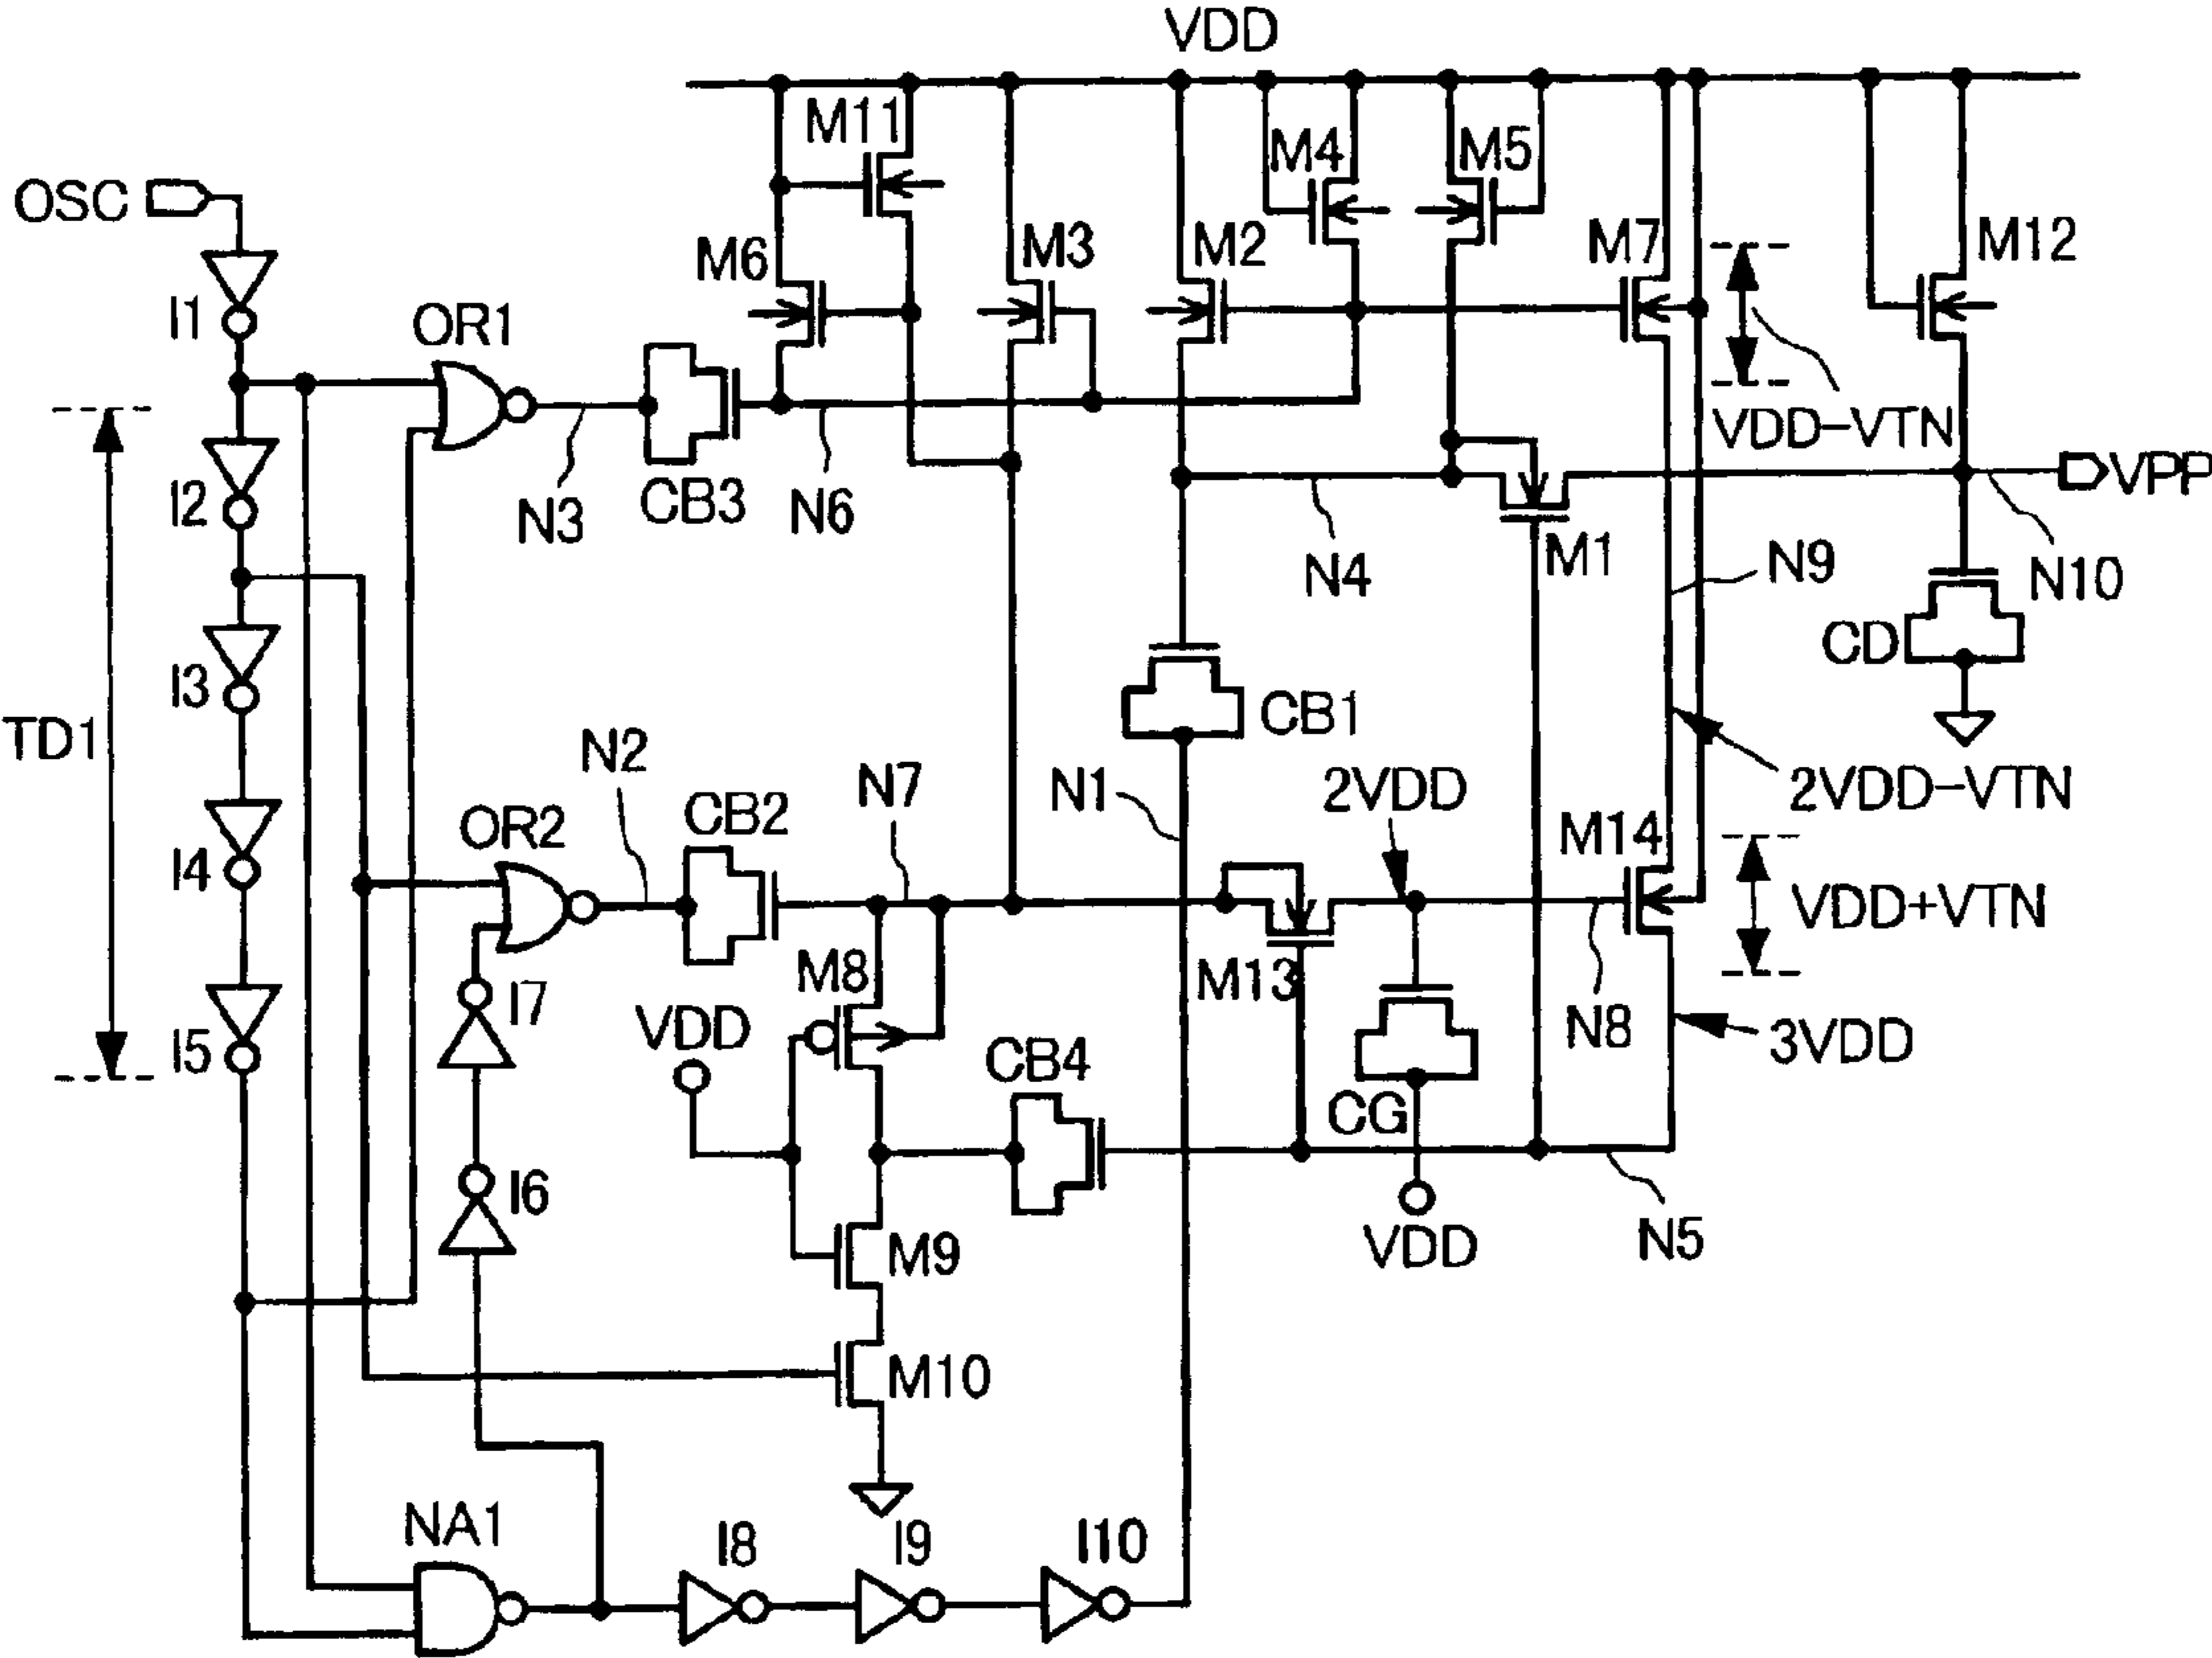 VDD
M11
M4
M5
OSC
M6
M3
M2
M7
M12
I1
OR1
VDD-VTN
VPP
I2
N3
CB3
N6
N4
M1
N9
N10
I3
CD
TD1
CB1
N2
N7
N1
2VDD
2VDD-VTN
OR2
CB2
M14
I4
VDD+VTN
M8
M13
I7
VDD
N8
3VDD
I5
CB4
CG
I6
VDD
N5
M9
M10
NA1
I8
I9
I10